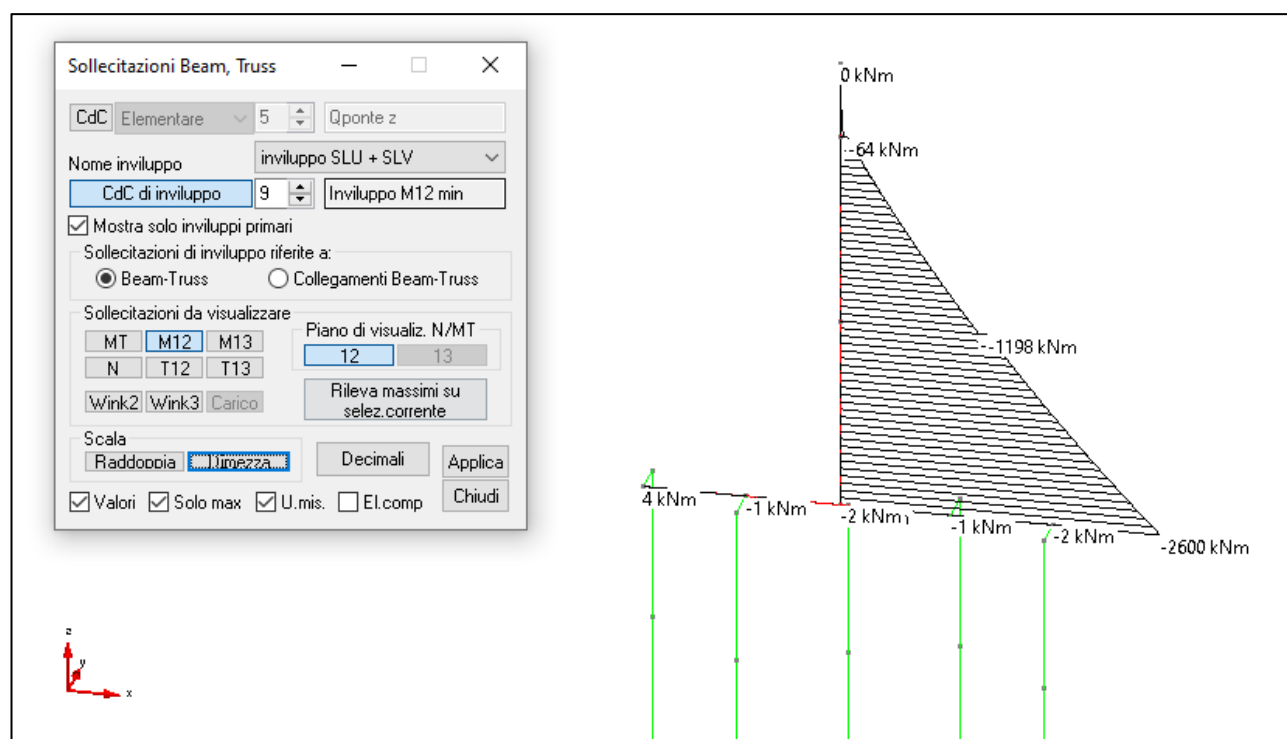 Sollecitazioni Beam, Truss
CdC Elementare 5 Qponte z
Nome inviluppo inviluppo SLU + SLV
CdC di inviluppo 9 Inviluppo M12 min
Mostra solo inviluppi primari
Sollecitazioni di inviluppo riferite a:
Beam-Truss Collegamenti Beam-Truss
Sollecitazioni da visualizzare
MT M12 M13
N T12 T13
Wink2 Wink3 Carico
Piano di visualiz. N/MT
12 13
Rileva massimi su
selez.corrente
Scala
Raddoppia Dimezza
Decimali
Applica
Valori Solo max U.mis. El.comp
Chiudi
0 kNm
-64 kNm
-1198 kNm
4 kNm
-1 kNm
-2 kNm
-1 kNm
-2 kNm
-2600 kNm
z
y
x